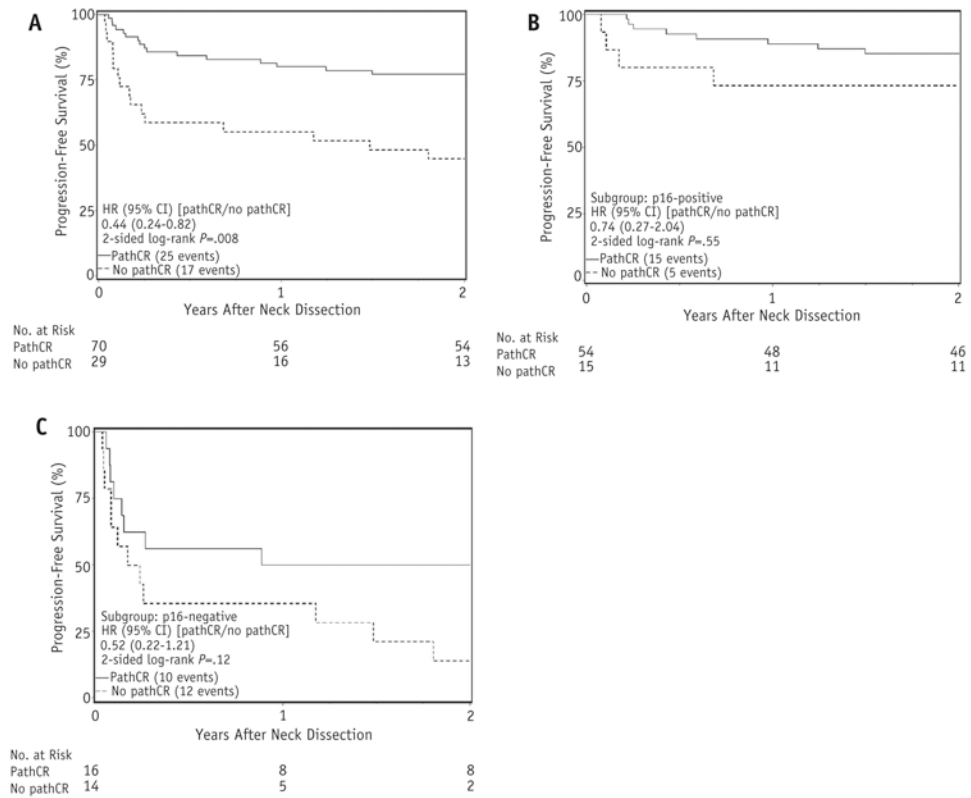 A
Progression-Free Survival (%)
100
75
50
25
0
HR (95% CI) [pathCR/no pathCR]
0.44 (0.24-0.82)
2-sided log-rank P=.008
PathCR (25 events)
No pathCR (17 events)
0 1 2
Years After Neck Dissection
No. at Risk
PathCR 70 56 54
No pathCR 29 16 13
B
Progression-Free Survival (%)
100
75
50
25
0
Subgroup: p16-positive
HR (95% CI) [pathCR/no pathCR]
0.74 (0.27-2.04)
2-sided log-rank P=.55
PathCR (15 events)
No pathCR (5 events)
0 1 2
Years After Neck Dissection
No. at Risk
PathCR 54 48 46
No pathCR 15 11 11
C
Progression-Free Survival (%)
100
75
50
25
0
Subgroup: p16-negative
HR (95% CI) [pathCR/no pathCR]
0.52 (0.22-1.21)
2-sided log-rank P=.12
PathCR (10 events)
No pathCR (12 events)
0 1 2
Years After Neck Dissection
No. at Risk
PathCR 16 8 8
No pathCR 14 5 2